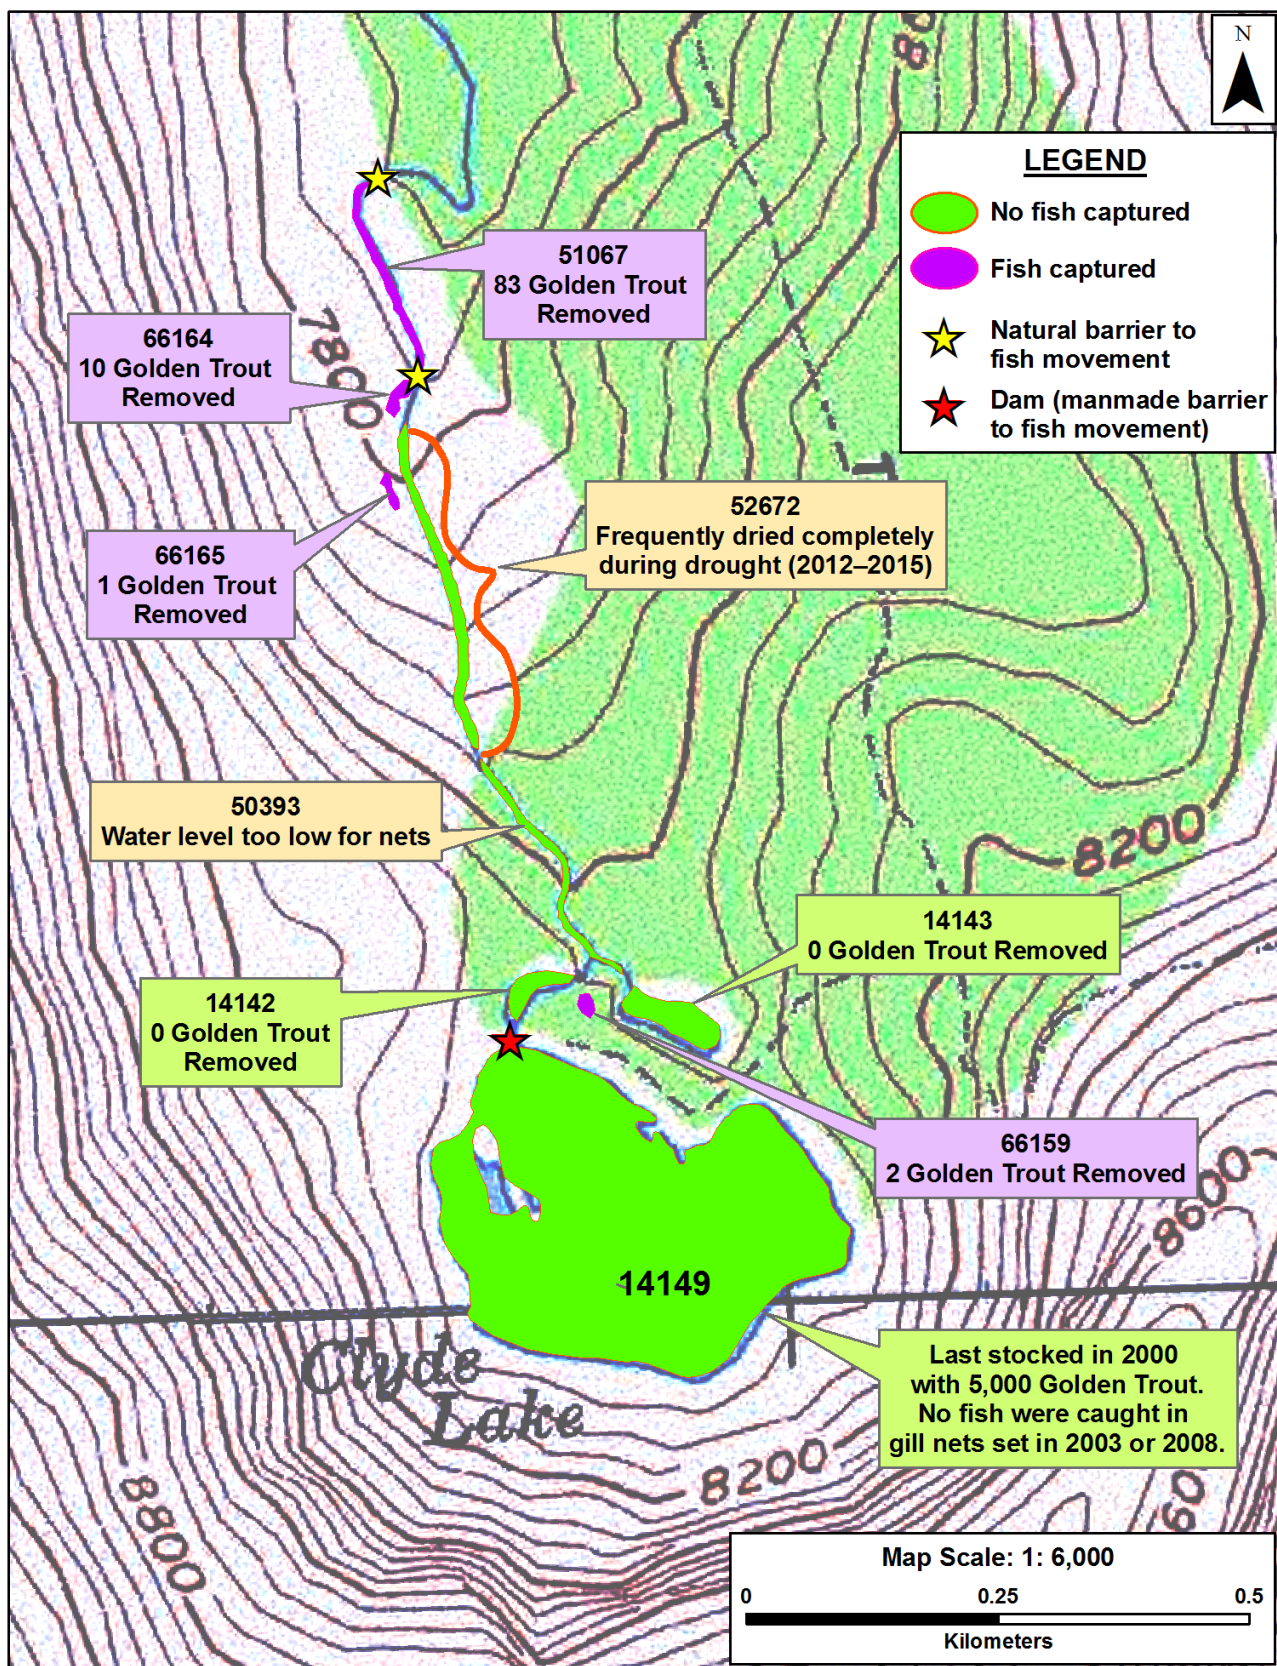 N
LEGEND
No fish captured
Fish captured
Natural barrier to
fish movement
Dam (manmade barrier
to fish movement)
51067
83 Golden Trout
Removed
66164
10 Golden Trout
Removed
7800
66165
1 Golden Trout
Removed
52672
Frequently dried completely
during drought (2012–2015)
50393
Water level too low for nets
8200
14143
0 Golden Trout Removed
14142
0 Golden Trout
Removed
66159
2 Golden Trout Removed
8600
14149
Clyde
Lake
Last stocked in 2000
with 5,000 Golden Trout.
No fish were caught in
gill nets set in 2003 or 2008.
8200
8800
Map Scale: 1: 6,000
0 0.25 0.5
Kilometers